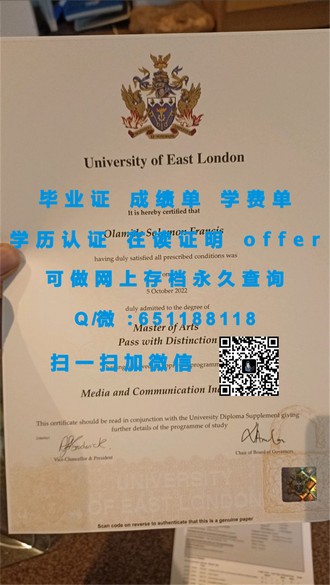 University of East London
毕业证 成绩单 学费单
It is hereby certified that
Olamide Solomon Francis
学历认证 在读证明 offer
having duly satisfied all prescribed conditions was
可做网上存档永久查询
5 October 2022
duly admitted to the degree of
Q/微:651188118
Master of Arts
Pass with Distinction
扫一扫加微信
programme
Media and Communication
This certificate should be read in conjunction with the University Diploma Supplement giving
further details of the programme of study
Vice-Chancellor & President
Chair of Board of Governors
Scan code on reverse to authenticate that this is a genuine paper